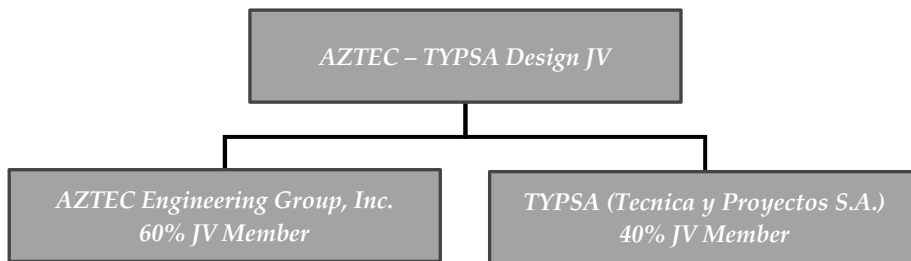 AZTEC – TYPSA Design JV
AZTEC Engineering Group, Inc.
60% JV Member
TYPSA (Tecnica y Proyectos S.A.)
40% JV Member